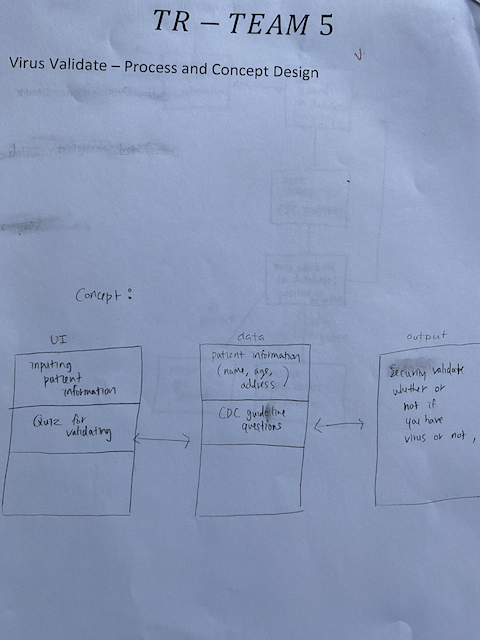 TR – TEAM 5
Virus Validate – Process and Concept Design
Concept :
UI
inputing
patient
information
Quiz for
validating
data
patient information
(name, age,
address )
CDC guideline
questions
output
Security validate
whether or
not if
you have
virus or not ,